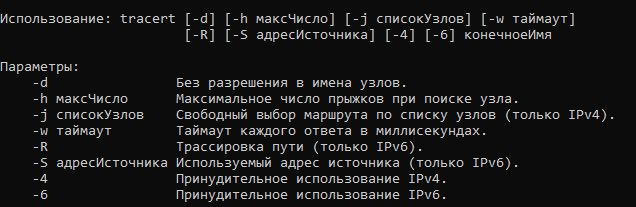 Использование: tracert [-d] [-h максЧисло] [-j списокУзлов] [-w таймаут]
[-R] [-S адресИсточника] [-4] [-6] конечноеИмя
Параметры:
-d Без разрешения в имена узлов.
-h максЧисло Максимальное число прыжков при поиске узла.
-j списокУзлов Свободный выбор маршрута по списку узлов (только IPv4).
-w таймаут Таймаут каждого ответа в миллисекундах.
-R Трассировка пути (только IPv6).
-S адресИсточника Используемый адрес источника (только IPv6).
-4 Принудительное использование IPv4.
-6 Принудительное использование IPv6.